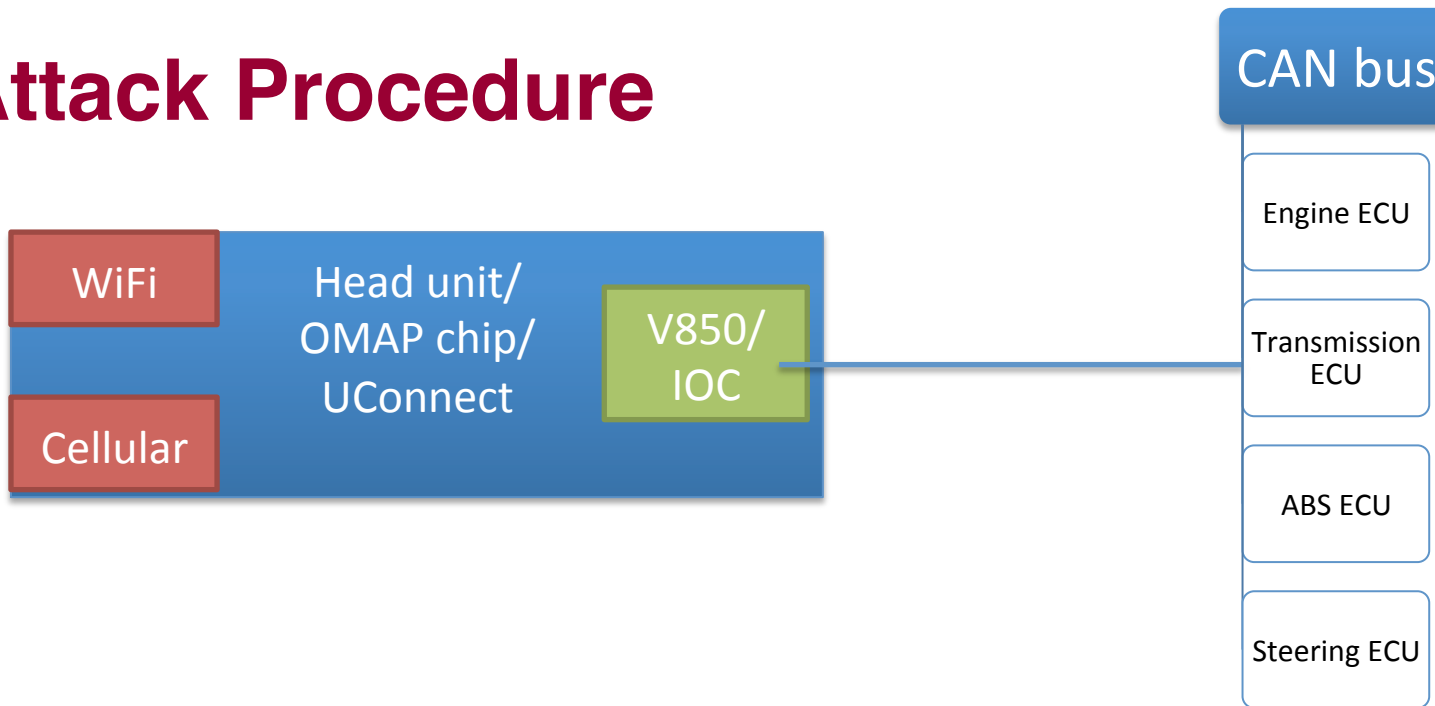 Attack Procedure
CAN bus
WiFi
Cellular
Head unit/
OMAP chip/
UConnect
V850/
IOC
Engine ECU
Transmission
ECU
ABS ECU
Steering ECU